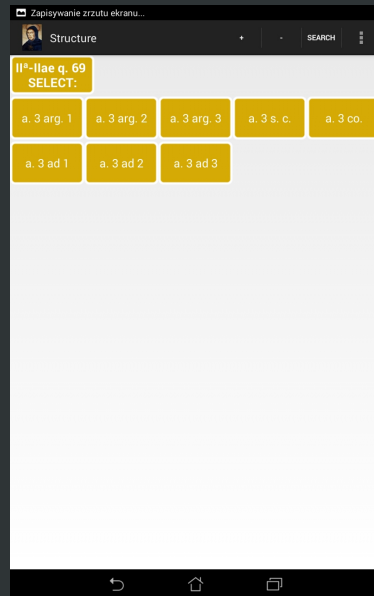 Zapisywanie zrzutu ekranu...
Structure + - SEARCH
IIª-IIae q. 69
SELECT:
a. 3 arg. 1 a. 3 arg. 2 a. 3 arg. 3 a. 3 s. c. a. 3 co.
a. 3 ad 1 a. 3 ad 2 a. 3 ad 3